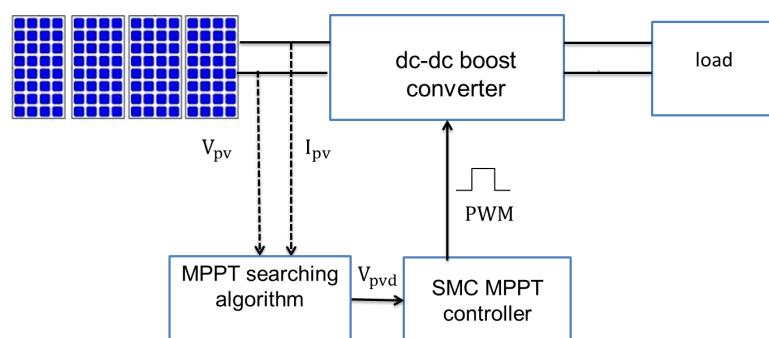 dc-dc boost
converter
load
V_pv
I_pv
PWM
MPPT searching
algorithm
V_pvd
SMC MPPT
controller